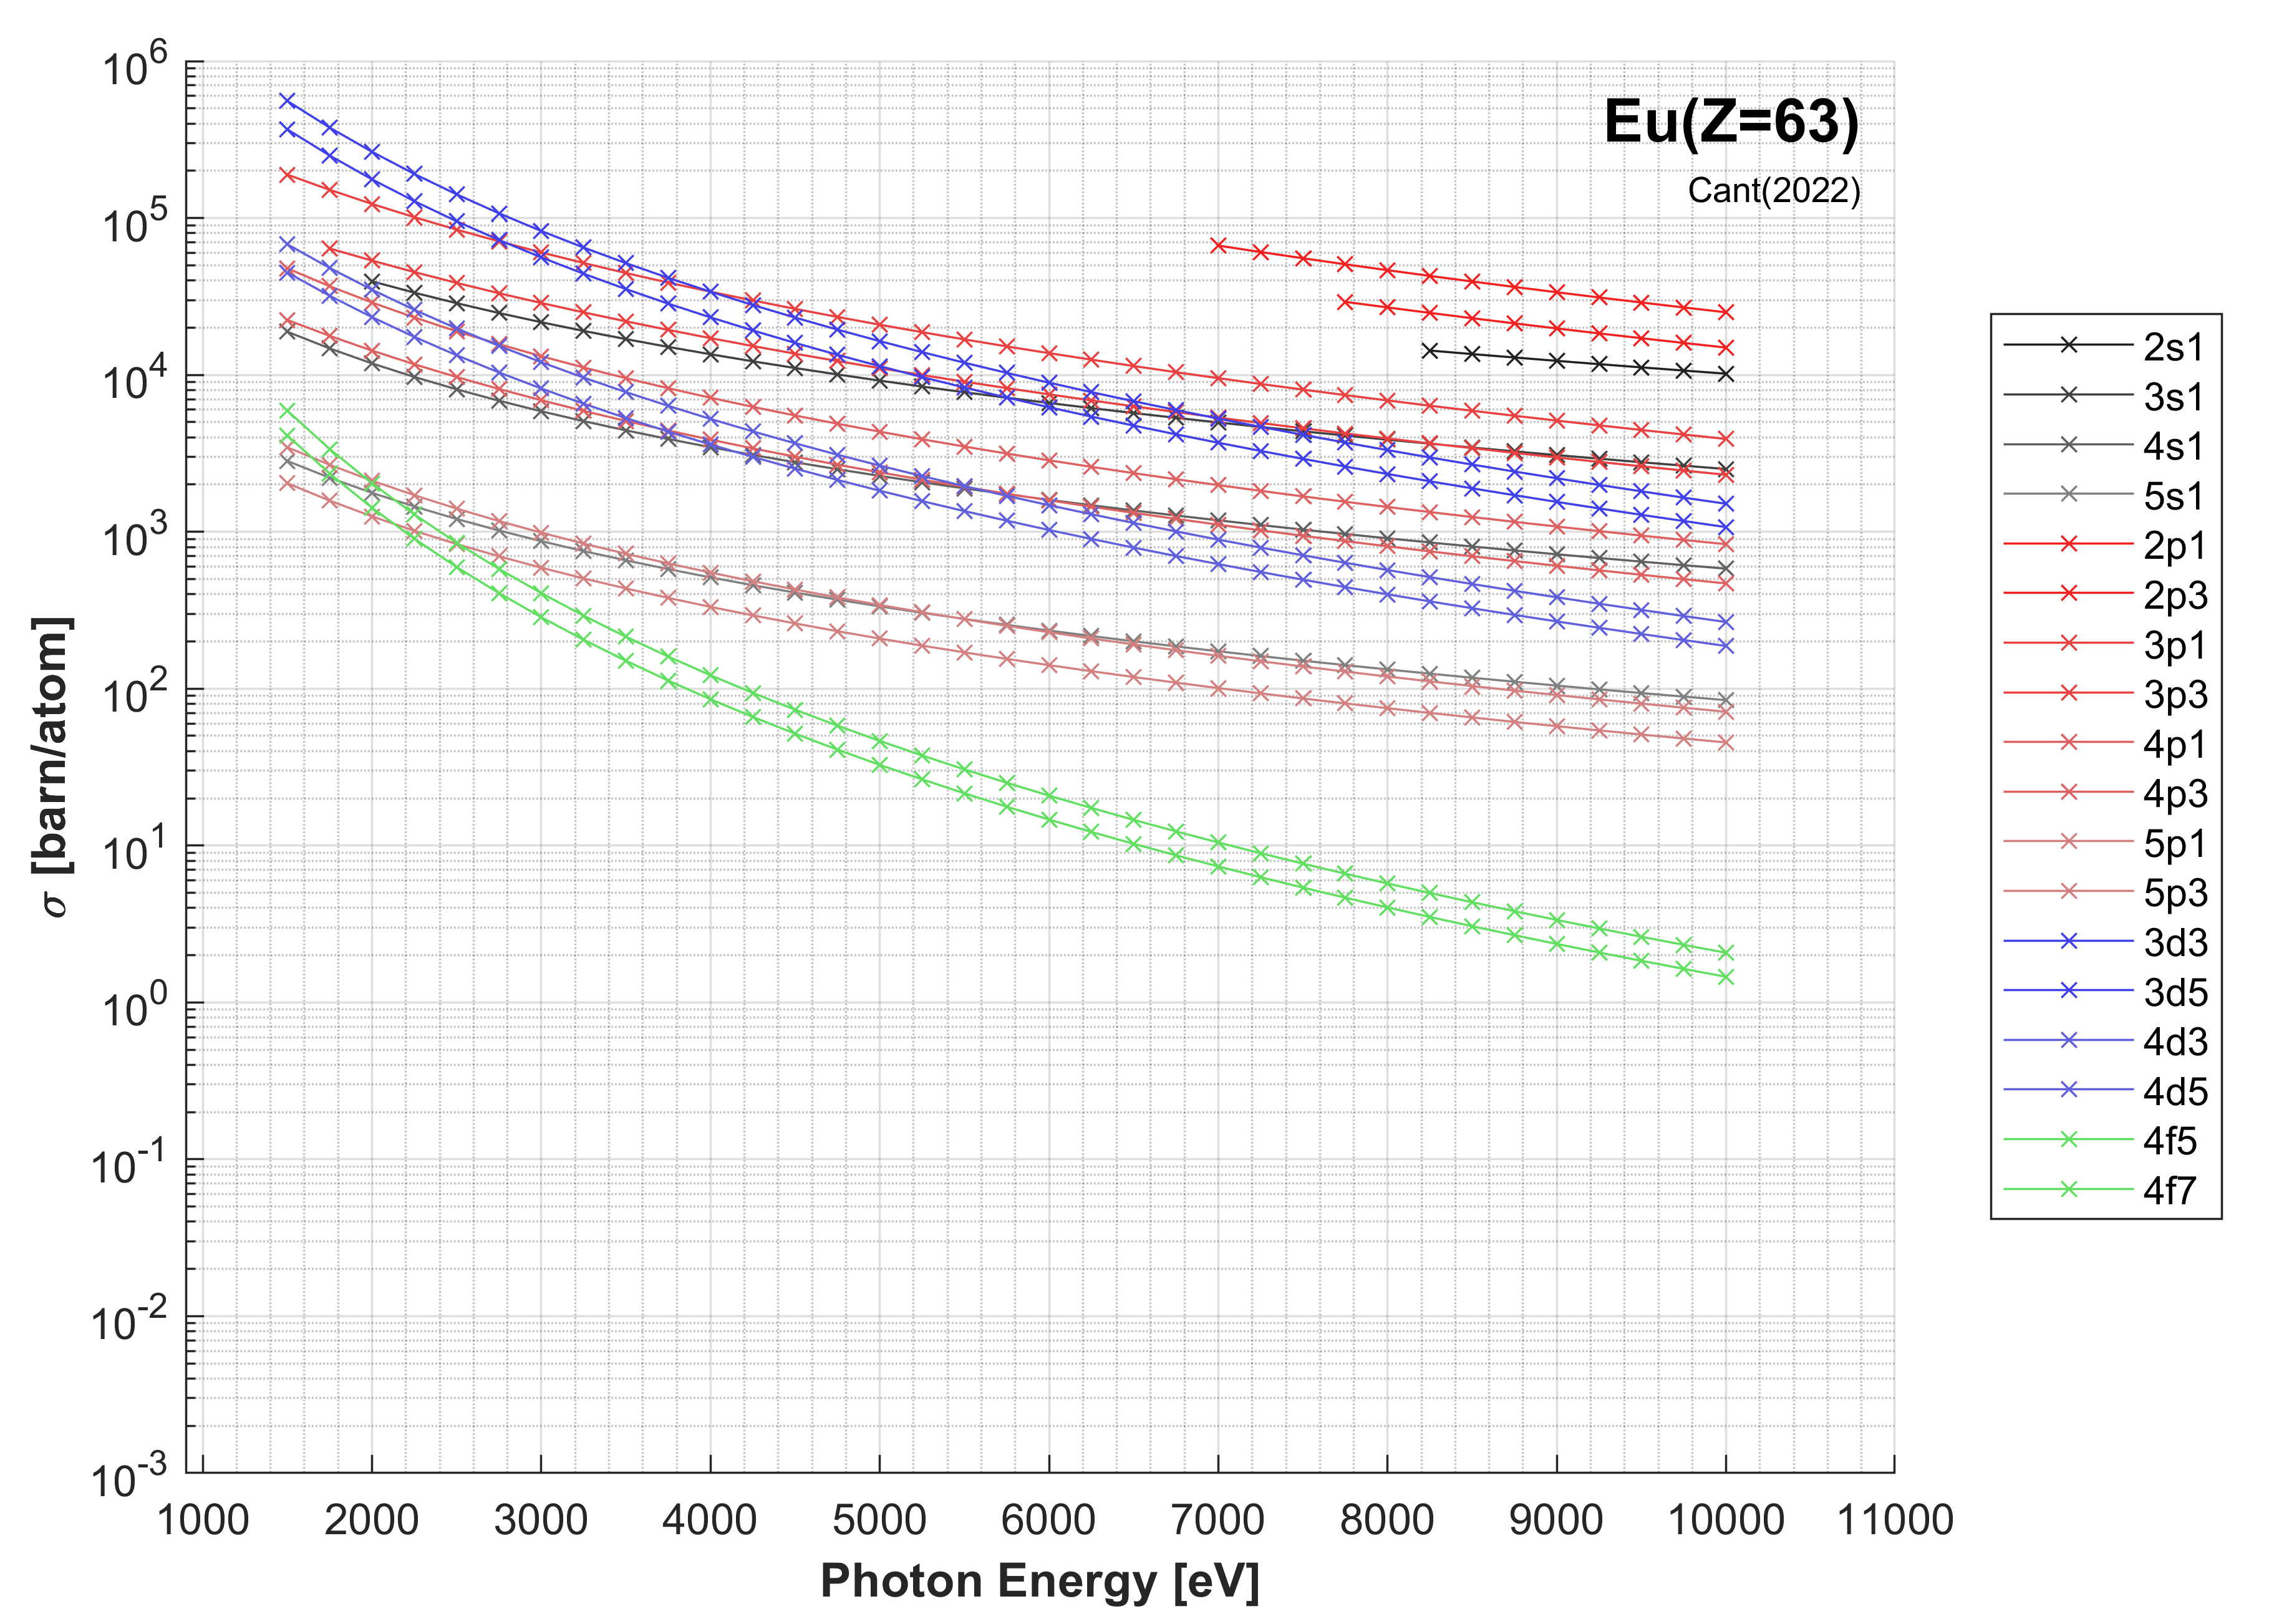 Eu(Z=63)
Cant(2022)
σ [barn/atom]
10^6
10^5
10^4
10^3
10^2
10^1
10^0
10^-1
10^-2
10^-3
1000 2000 3000 4000 5000 6000 7000 8000 9000 10000 11000
Photon Energy [eV]
2s1
3s1
4s1
5s1
2p1
2p3
3p1
3p3
4p1
4p3
5p1
5p3
3d3
3d5
4d3
4d5
4f5
4f7